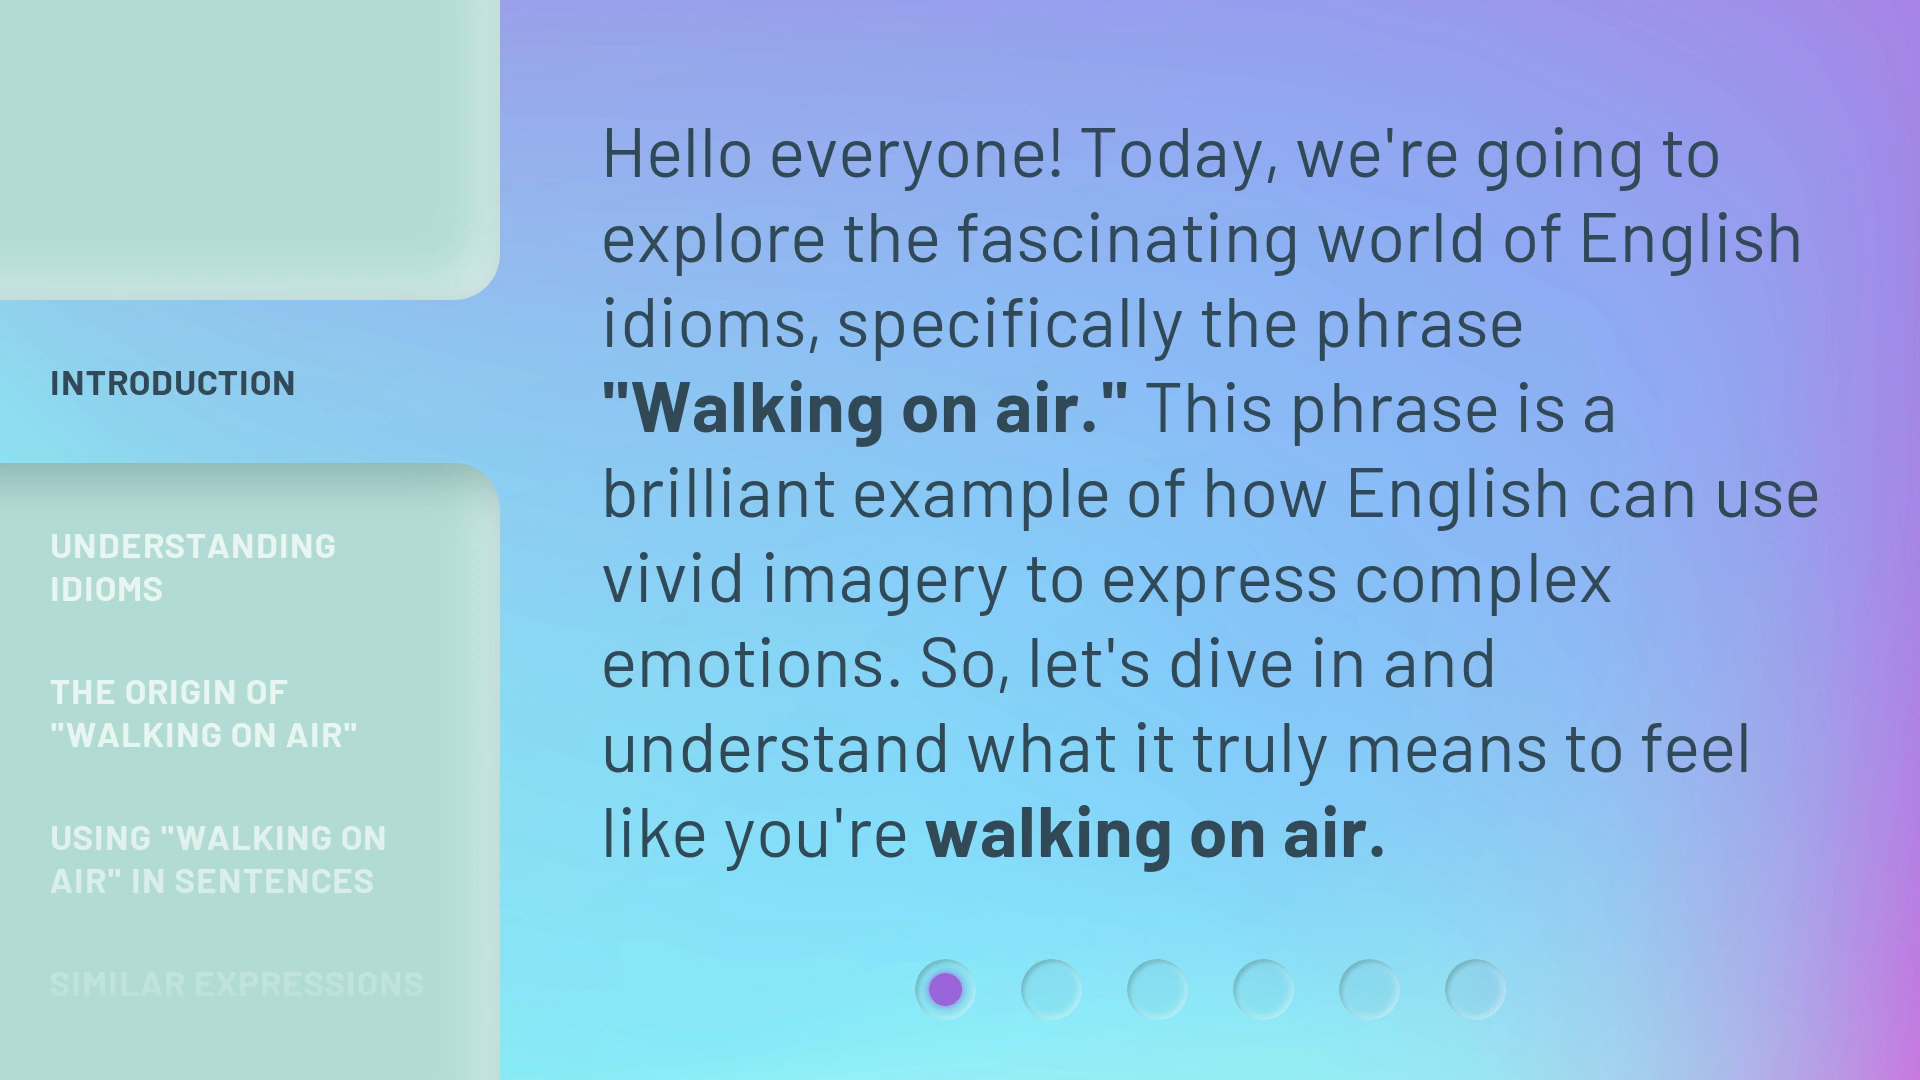 INTRODUCTION
UNDERSTANDING
IDIOMS
THE ORIGIN OF
"WALKING ON AIR"
USING "WALKING ON
AIR" IN SENTENCES
SIMILAR EXPRESSIONS
Hello everyone! Today, we're going to
explore the fascinating world of English
idioms, specifically the phrase
"Walking on air." This phrase is a
brilliant example of how English can use
vivid imagery to express complex
emotions. So, let's dive in and
understand what it truly means to feel
like you're walking on air.